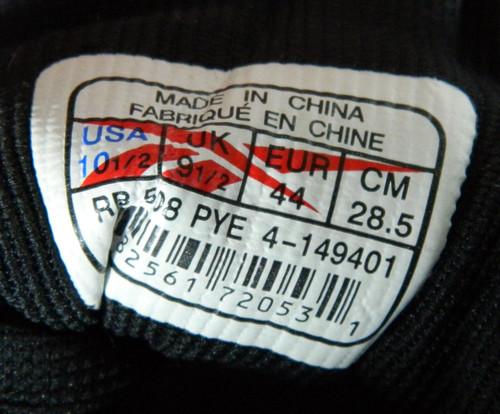 MADE IN CHINA
FABRIQUÉ EN CHINE
USA UK EUR CM
10 1/2 9 1/2 44 28.5
RB 508 PYE 4-149401
82561 72053 1